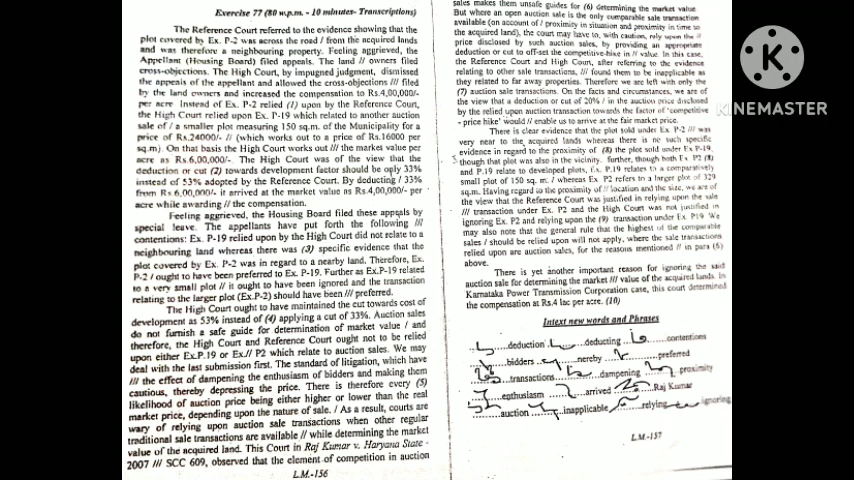 Exercise 77 (80 w.p.m. - 10 minutes- Transcriptions)
The Reference Court referred to the evidence showing that the
plot covered by Ex. P-2 was across the road / from the acquired lands
and was therefore a neighbouring property. Feeling aggrieved, the
Appellant (Housing Board) filed appeals. The land // owners filed
cross-objections. The High Court, by impugned judgment, dismissed
the appeals of the appellant and allowed the cross-objections /// filed
by the land owners and increased the compensation to Rs.4,00,000/-
per acre Instead of Ex. P-2 relied (1) upon by the Reference Court,
the High Court relied upon Ex. P-19 which related to another auction
sale of / a smaller plot measuring 150 sq.m. of the Municipality for a
price of Rs.24000/- // (which works out to a price of Rs.16000 per
sq.m). On that basis the High Court works out /// the market value per
acre as Rs.6,00,000/-. The High Court was of the view that the
deduction or cut (2) towards development factor should be only 33%
instead of 53% adopted by the Reference Court. By deducting / 33%
from Rs.6,00,000/-, it arrived at the market value as Rs.4,00,000/- per
acre while awarding // the compensation.
Feeling aggrieved, the Housing Board filed these appeals by
special leave. The appellants have put forth the following ///
contentions: Ex. P-19 relied upon by the High Court did not relate to a
neighbouring land whereas there was (3) specific evidence that the
plot covered by Ex. P-2 was in regard to a nearby land. Therefore, Ex.
P-2 / ought to have been preferred to Ex. P-19. Further as Ex.P-19 related
to a very small plot // it ought to have been ignored and the transaction
relating to the larger plot (Ex.P-2) should have been /// preferred.
The High Court ought to have maintained the cut towards cost of
development as 53% instead of (4) applying a cut of 33%. Auction sales
do not furnish a safe guide for determination of market value / and
therefore, the High Court and Reference Court ought not to be relied
upon either Ex.P.19 or Ex.// P2 which relate to auction sales. We may
deal with the last submission first. The standard of litigation, which have
/// the effect of dampening the enthusiasm of bidders and making them
cautious, thereby depressing the price. There is therefore every (5)
likelihood of auction price being either higher or lower than the real
market price, depending upon the nature of sale. / As a result, courts are
wary of relying upon auction sale transactions when other regular
traditional sale transactions are available // while determining the market
value of the acquired land. This Court in Raj Kumar v. Haryana State -
2007 /// SCC 609, observed that the element of competition in auction
L.M.-156
sales makes them unsafe guides for (6) determining the market value
But where an open auction sale is the only comparable sale transaction
available (on account of / proximity in situation and proximity in time to
the acquired land), the court may have to, with caution, rely upon the //
price disclosed by such auction sales, by providing an appropriate
deduction or cut to off-set the competitive-hike in // value. In this case,
the Reference Court and High Court, after referring to the evidence
relating to other sale transactions, /// found them to be inapplicable as
they related to far away properties. Therefore we are left with only the
(7) auction sale transactions. On the facts and circumstances, we are of
the view that a deduction or cut of 20% / in the auction price disclosed
by the relied upon auction transaction towards the factor of 'competitive
- price hike' would // enable us to arrive at the fair market price.
There is clear evidence that the plot sold under Ex. P-2 /// was
very near to the acquired lands whereas there is no such specific
evidence in regard to the proximity of (8) the plot sold under Ex P-19,
though that plot was also in the vicinity. further, though both Ex P2 (8)
and P.19 relate to developed plots, Ex. P-19 relates to a comparatively
small plot of 150 sq. m. / whereas Ex P2 refers to a larger plot of 329
sq.m. Having regard to the proximity of // location and the size, we are of
the view that the Reference Court was justified in relying upon the sale
/// transaction under Ex. P2 and the High Court was not justified in
ignoring Ex. P2 and relying upon the (9) transaction under Ex. P19 We
may also note that the general rule that the highest of the comparable
sales / should be relied upon will not apply, where the sale transactions
relied upon are auction sales, for the reasons mentioned // in para (6)
above.
There is yet another important reason for ignoring the said
auction sale for determining the market /// value of the acquired lands. In
Karnataka Power Transmission Corporation case, this court determined
the compensation as Rs.4 lac per acre. (10)
Intext new words and Phrases
......deduction ......deducting ......contentions
......bidders ......nereby ......preferred
......transactions ......dampening ......proximity
......enthusiasm ......arrived ......Raj Kumar
......auction ......inapplicable ......relying ......ignoring
L.M.-157
KINEMASTER